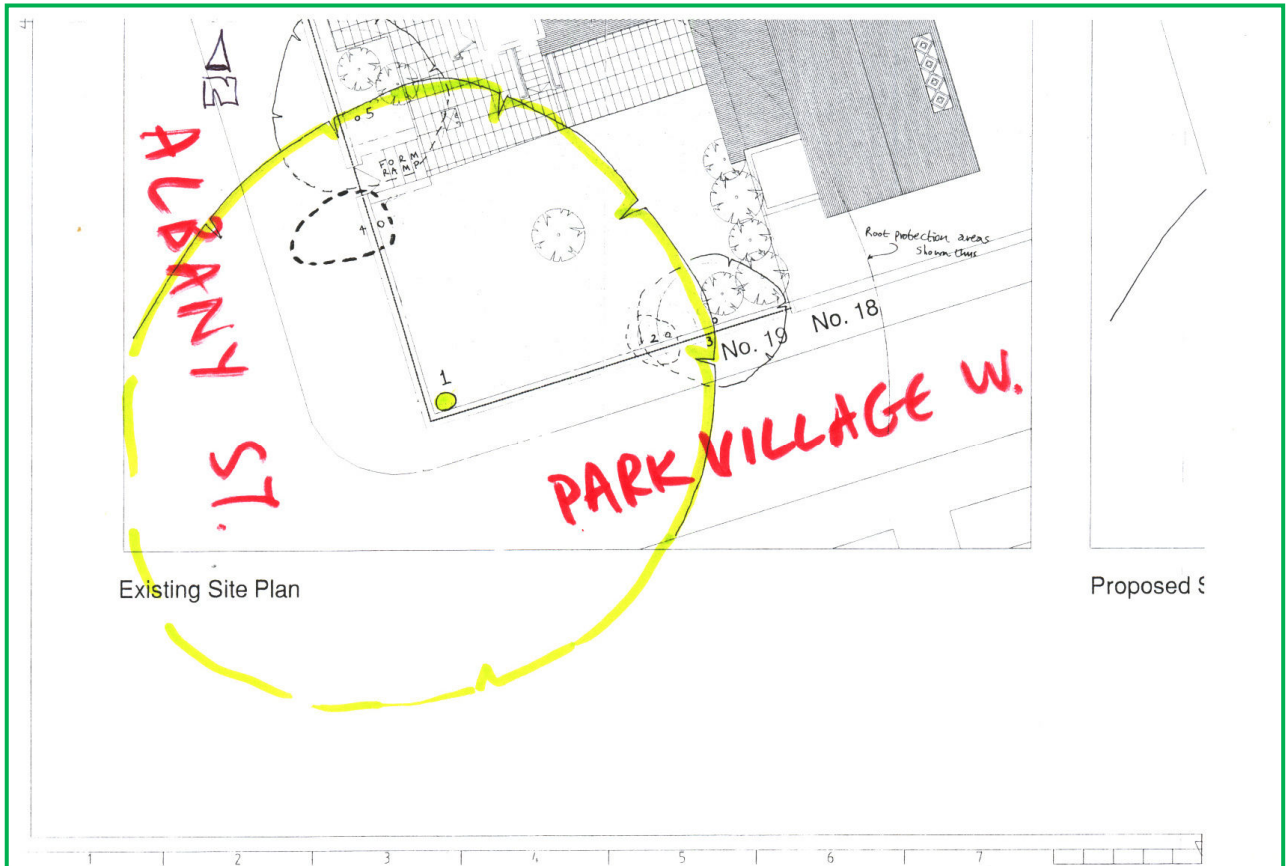 4
N
5
FORM
RAMP
ALBANY ST.
4
Root protection areas
shown thus
No. 18
2
3
No. 19
1
PARK VILLAGE W.
Existing Site Plan
Proposed S
1 2 3 4 5 6 7